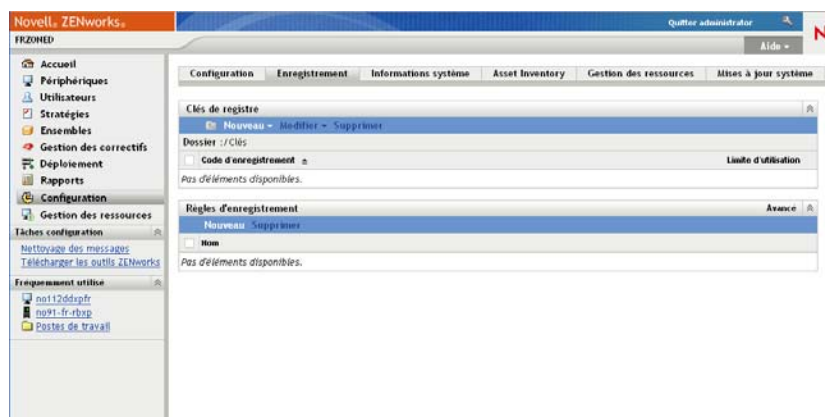 Novell® ZENworks®
Quitter administrator
FRZONED
Aide
N
Accueil
Périphériques
Utilisateurs
Stratégies
Ensembles
Gestion des correctifs
Déploiement
Rapports
Configuration
Gestion des ressources
Tâches configuration
Nettoyage des messages
Télécharger les outils ZENworks
Fréquemment utilisé
no112ddxpfr
no91-fr-rbxp
Postes de travail
Configuration Enregistrement Informations système Asset Inventory Gestion des ressources Mises à jour système
Clés de registre
Nouveau Modifier Supprimer
Dossier :/Clés
Code d'enregistrement Limite d'utilisation
Pas d'éléments disponibles.
Règles d'enregistrement Avancé
Nouveau Supprimer
Nom
Pas d'éléments disponibles.